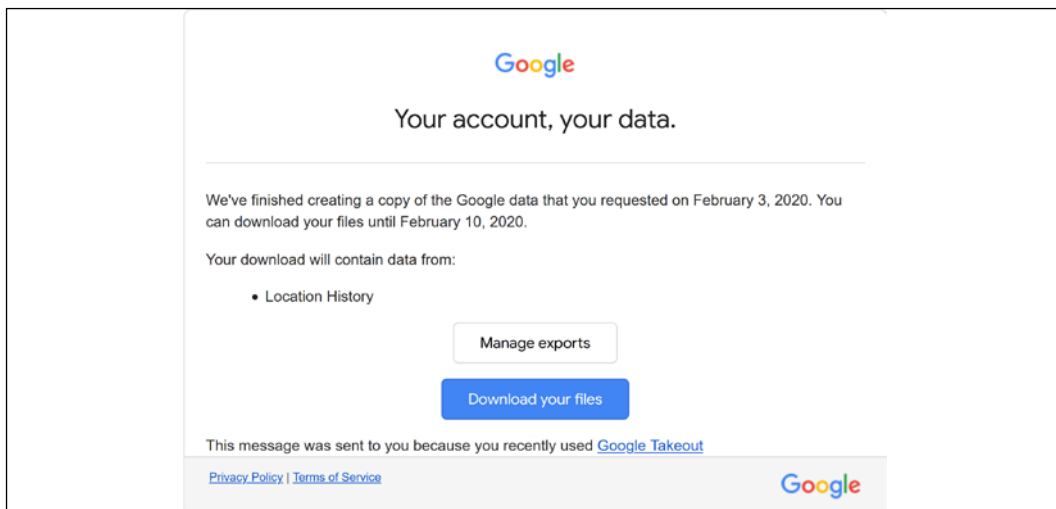 Google
Your account, your data.
We've finished creating a copy of the Google data that you requested on February 3, 2020. You
can download your files until February 10, 2020.
Your download will contain data from:
• Location History
Manage exports
Download your files
This message was sent to you because you recently used Google Takeout
Privacy Policy | Terms of Service
Google